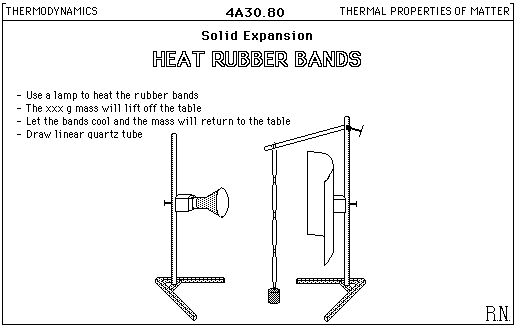 THERMODYNAMICS 4A30.80 THERMAL PROPERTIES OF MATTER
Solid Expansion
HEAT RUBBER BANDS
- Use a lamp to heat the rubber bands
- The xxx g mass will lift off the table
- Let the bands cool and the mass will return to the table
- Draw linear quartz tube
R.N.